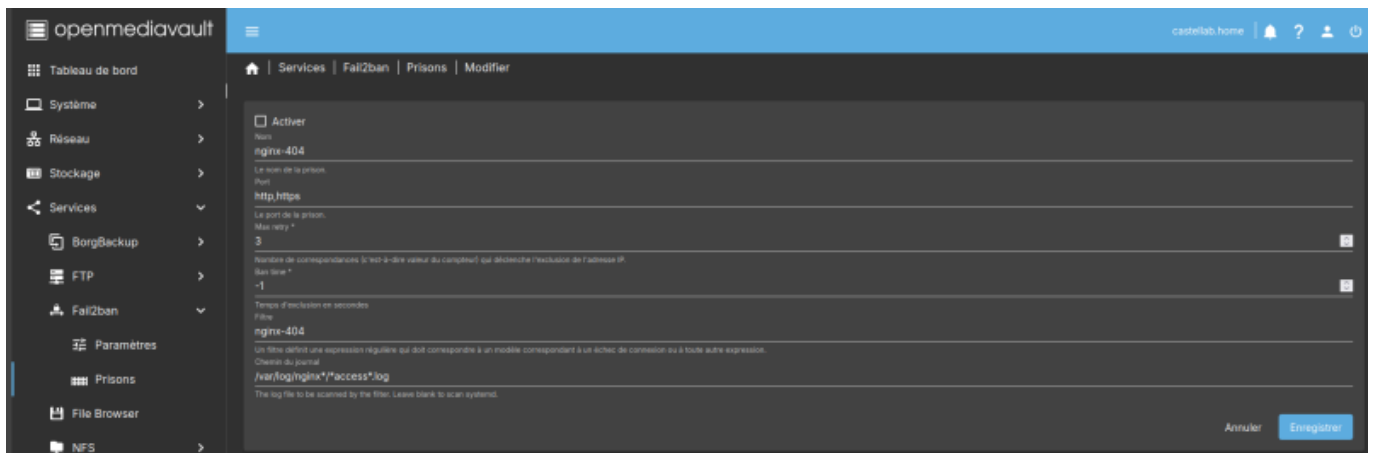 openmediavault
castellab.home
?
Tableau de bord
Système
Réseau
Stockage
Services
BorgBackup
FTP
Fail2ban
Paramètres
Prisons
File Browser
NFS
| Services | Fail2ban | Prisons | Modifier
Activer
Nom
nginx-404
Le nom de la prison.
Port
http,https
Le port de la prison.
Max retry *
3
Nombre de correspondances (c'est-à-dire valeur du compteur) qui déclenche l'exclusion de l'adresse IP.
Ban time *
-1
Temps d'exclusion en secondes
Filtre
nginx-404
Un filtre définit une expression régulière qui doit correspondre à un modèle correspondant à un échec de connexion ou à toute autre expression.
Chemin du journal
/var/log/nginx*/*access*.log
The log file to be scanned by the filter. Leave blank to scan systemd.
Annuler
Enregistrer